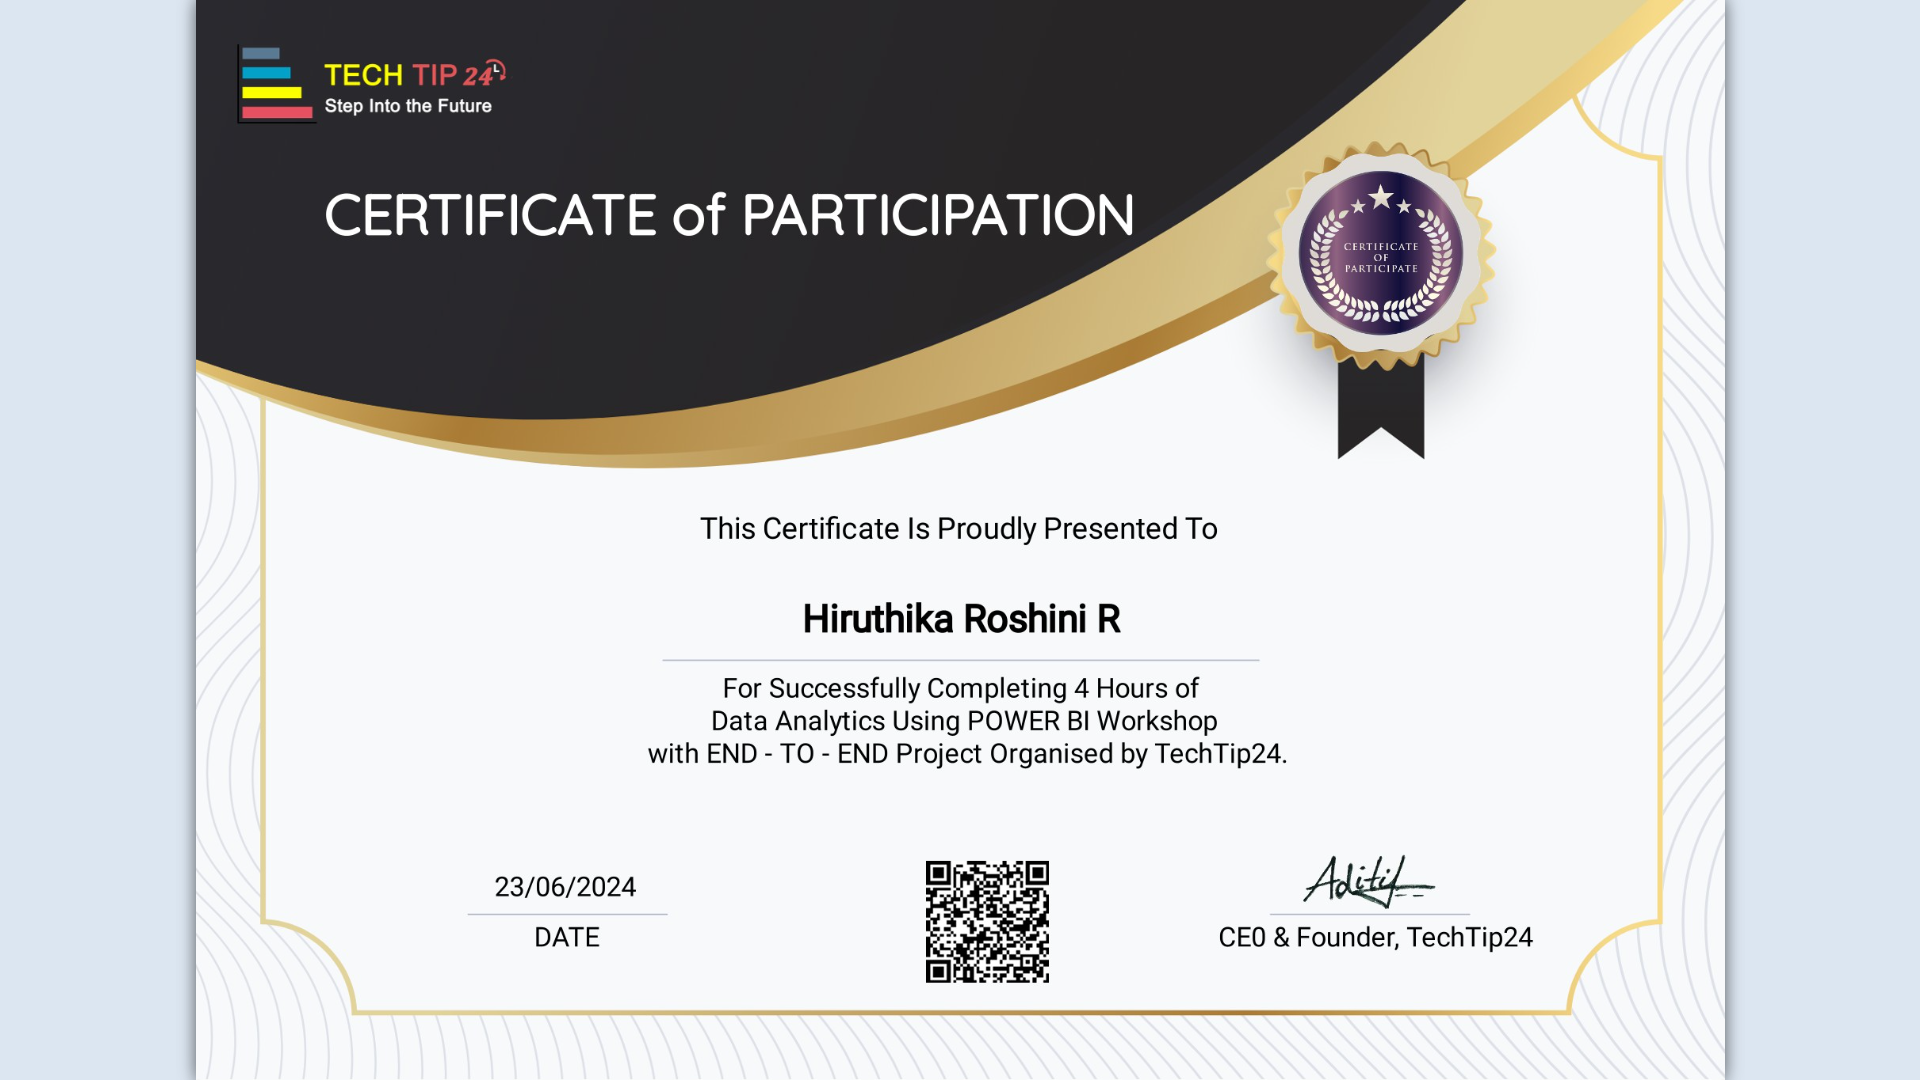 TECH TIP 24
Step Into the Future
CERTIFICATE of PARTICIPATION
CERTIFICATE
OF
PARTICIPATE
This Certificate Is Proudly Presented To
Hiruthika Roshini R
For Successfully Completing 4 Hours of
Data Analytics Using POWER BI Workshop
with END - TO - END Project Organised by TechTip24.
23/06/2024
DATE
Aditi
CE0 & Founder, TechTip24